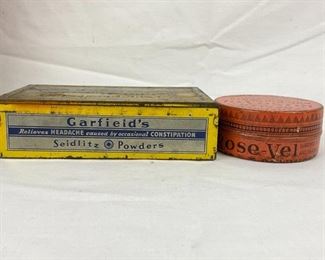 Garfield's
Relieves HEADACHE caused by occasional CONSTIPATION
Seidlitz Powders
ose-Vel